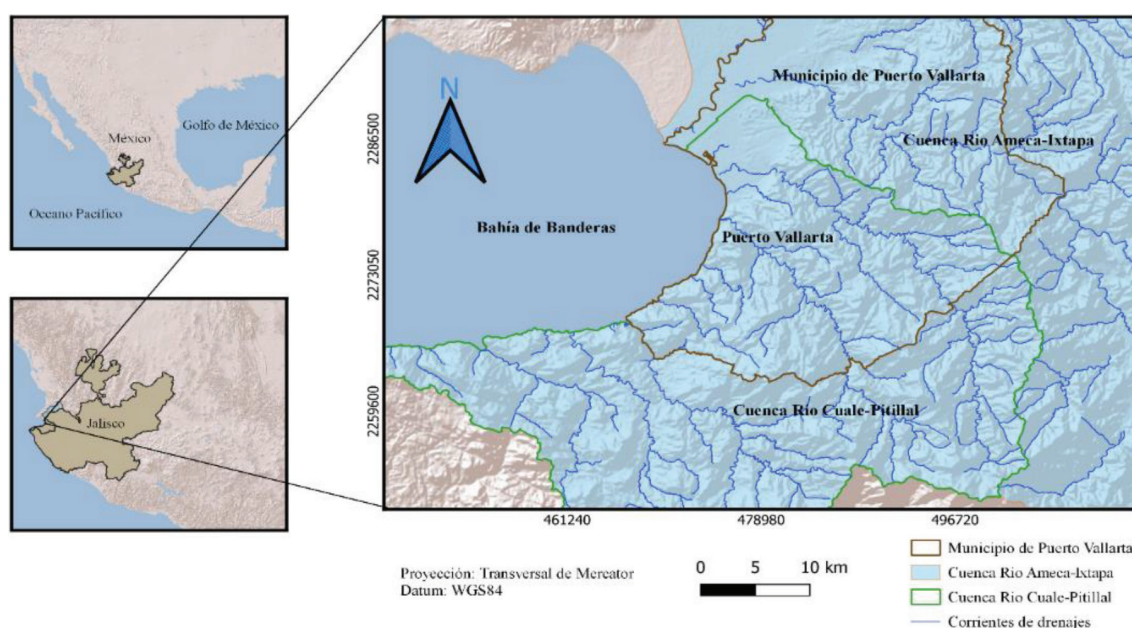 México
Golfo de México
Oceano Pacífico
Jalisco
N
Municipio de Puerto Vallarta
Cuenca Rio Ameca-Ixtapa
Bahía de Banderas
Puerto Vallarta
Cuenca Rio Cuale-Pitillal
2286500
2273050
2259600
461240
478980
496720
Proyección: Transversal de Mercator
Datum: WGS84
0 5 10 km
Municipio de Puerto Vallarta
Cuenca Rio Ameca-Ixtapa
Cuenca Rio Cuale-Pitillal
Corrientes de drenajes